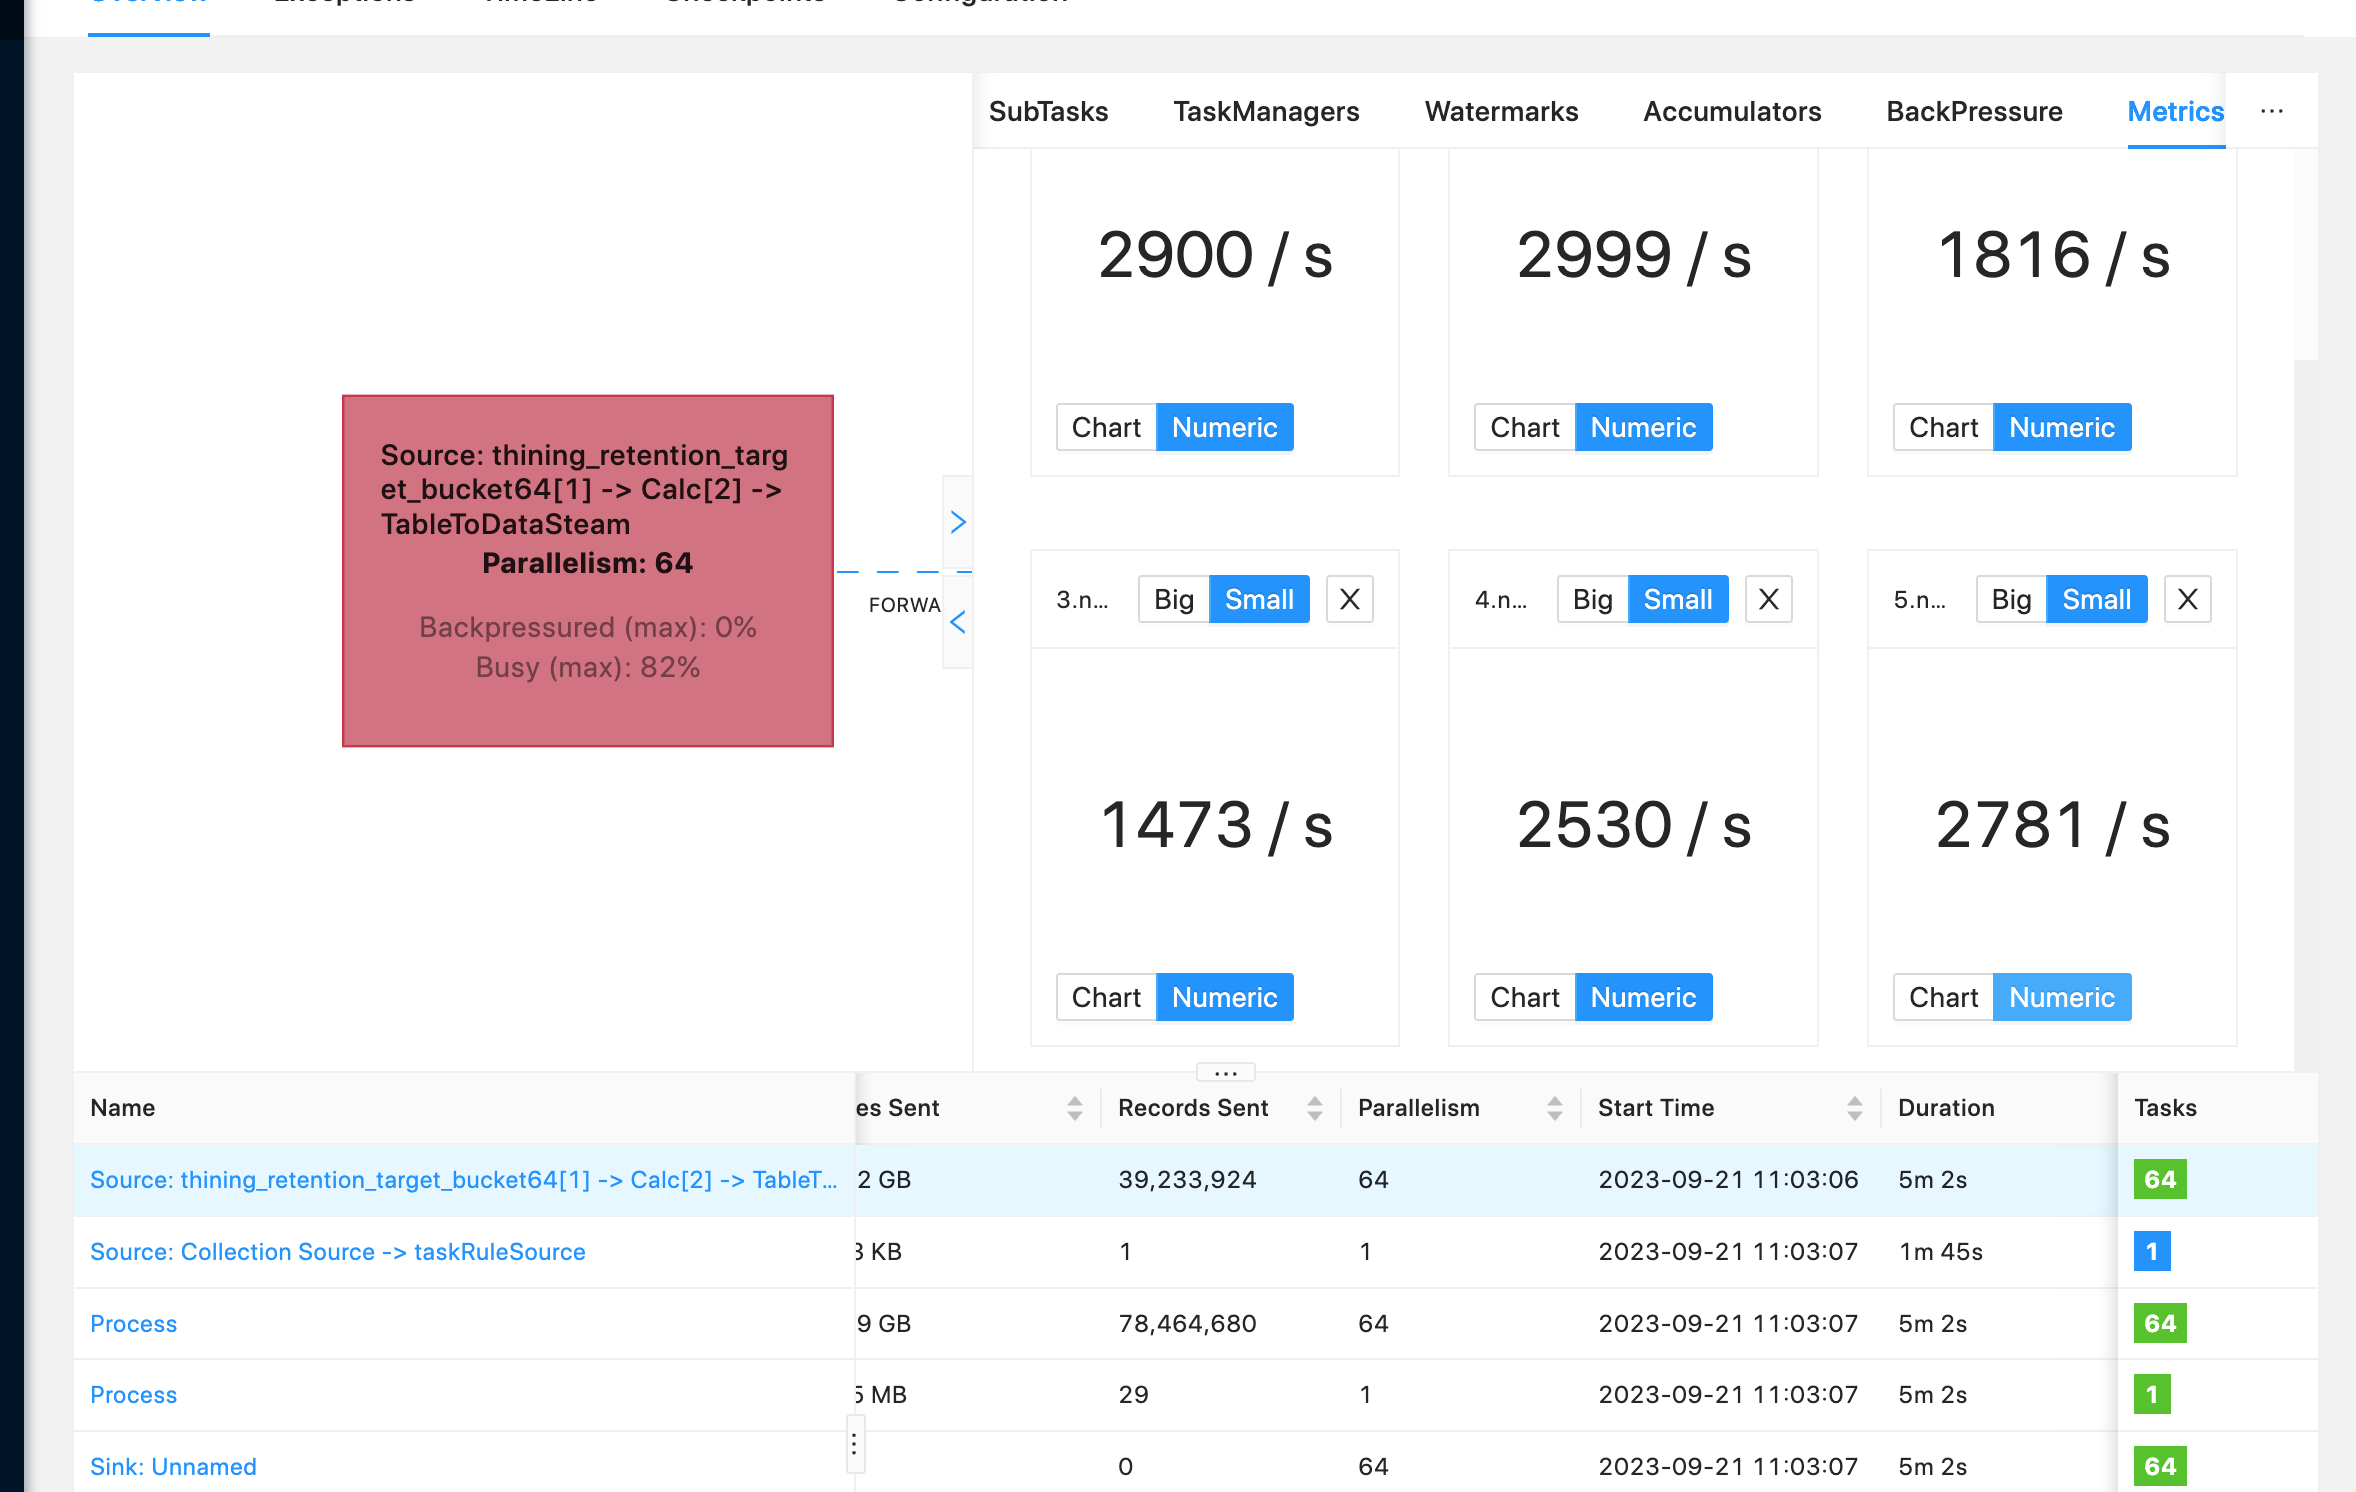 Overview Exceptions TimeLine Checkpoints Configuration
SubTasks TaskManagers Watermarks Accumulators BackPressure Metrics ...
2900 / s 2999 / s 1816 / s
Chart Numeric Chart Numeric Chart Numeric
Source: thining_retention_targ
et_bucket64[1] -> Calc[2] ->
TableToDataSteam
Parallelism: 64
Backpressured (max): 0%
Busy (max): 82%
FORWA
3.n... Big Small X 4.n... Big Small X 5.n... Big Small X
1473 / s 2530 / s 2781 / s
Chart Numeric Chart Numeric Chart Numeric
Name es Sent Records Sent Parallelism Start Time Duration Tasks
Source: thining_retention_target_bucket64[1] -> Calc[2] -> TableT... 2 GB 39,233,924 64 2023-09-21 11:03:06 5m 2s 64
Source: Collection Source -> taskRuleSource 3 KB 1 1 2023-09-21 11:03:07 1m 45s 1
Process 9 GB 78,464,680 64 2023-09-21 11:03:07 5m 2s 64
Process 5 MB 29 1 2023-09-21 11:03:07 5m 2s 1
Sink: Unnamed 0 64 2023-09-21 11:03:07 5m 2s 64